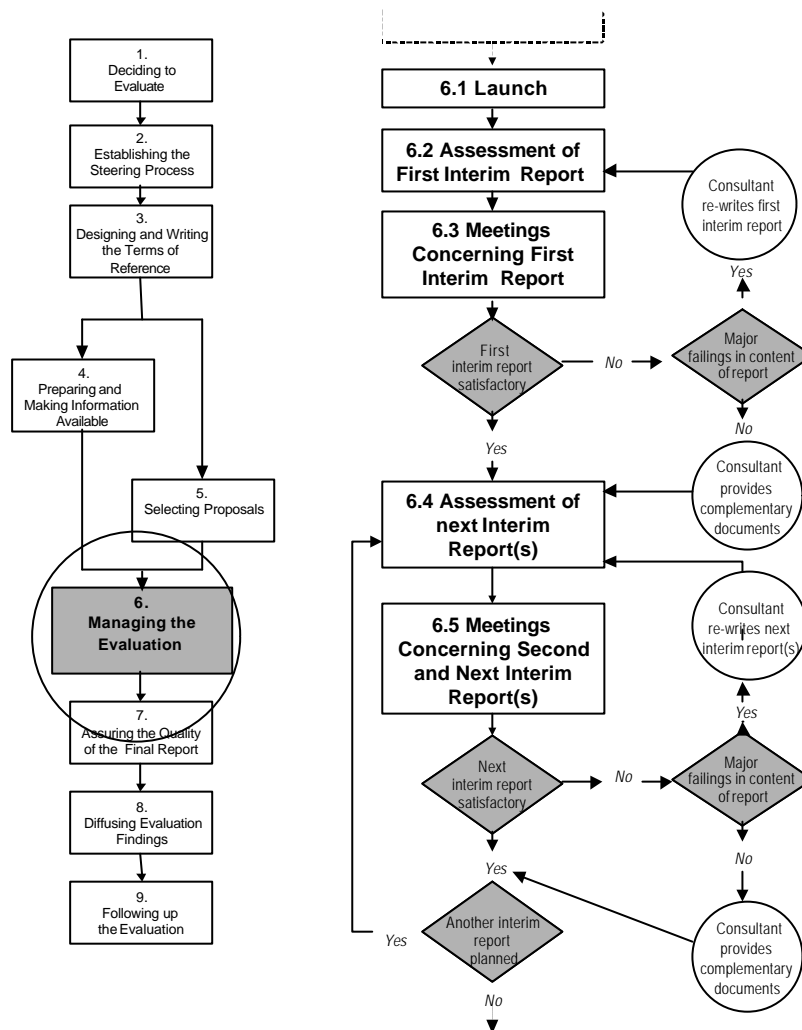 1.
Deciding to
Evaluate
2.
Establishing the
Steering Process
3.
Designing and Writing
the Terms of
Reference
4.
Preparing and
Making Information
Available
5.
Selecting Proposals
6.
Managing the
Evaluation
7.
Assuring the Quality
of the Final Report
8.
Diffusing Evaluation
Findings
9.
Following up
the Evaluation
6.1 Launch
6.2 Assessment of
First Interim Report
Consultant
re-writes first
interim report
6.3 Meetings
Concerning First
Interim Report
Yes
First
interim report
satisfactory
No
Major
failings in content
of report
Yes
No
6.4 Assessment of
next Interim
Report(s)
Consultant
provides
complementary
documents
6.5 Meetings
Concerning Second
and Next Interim
Report(s)
Consultant
re-writes next
interim report(s)
Yes
Next
interim report
satisfactory
No
Major
failings in content
of report
Yes
No
Another interim
report
planned
Yes
Consultant
provides
complementary
documents
No